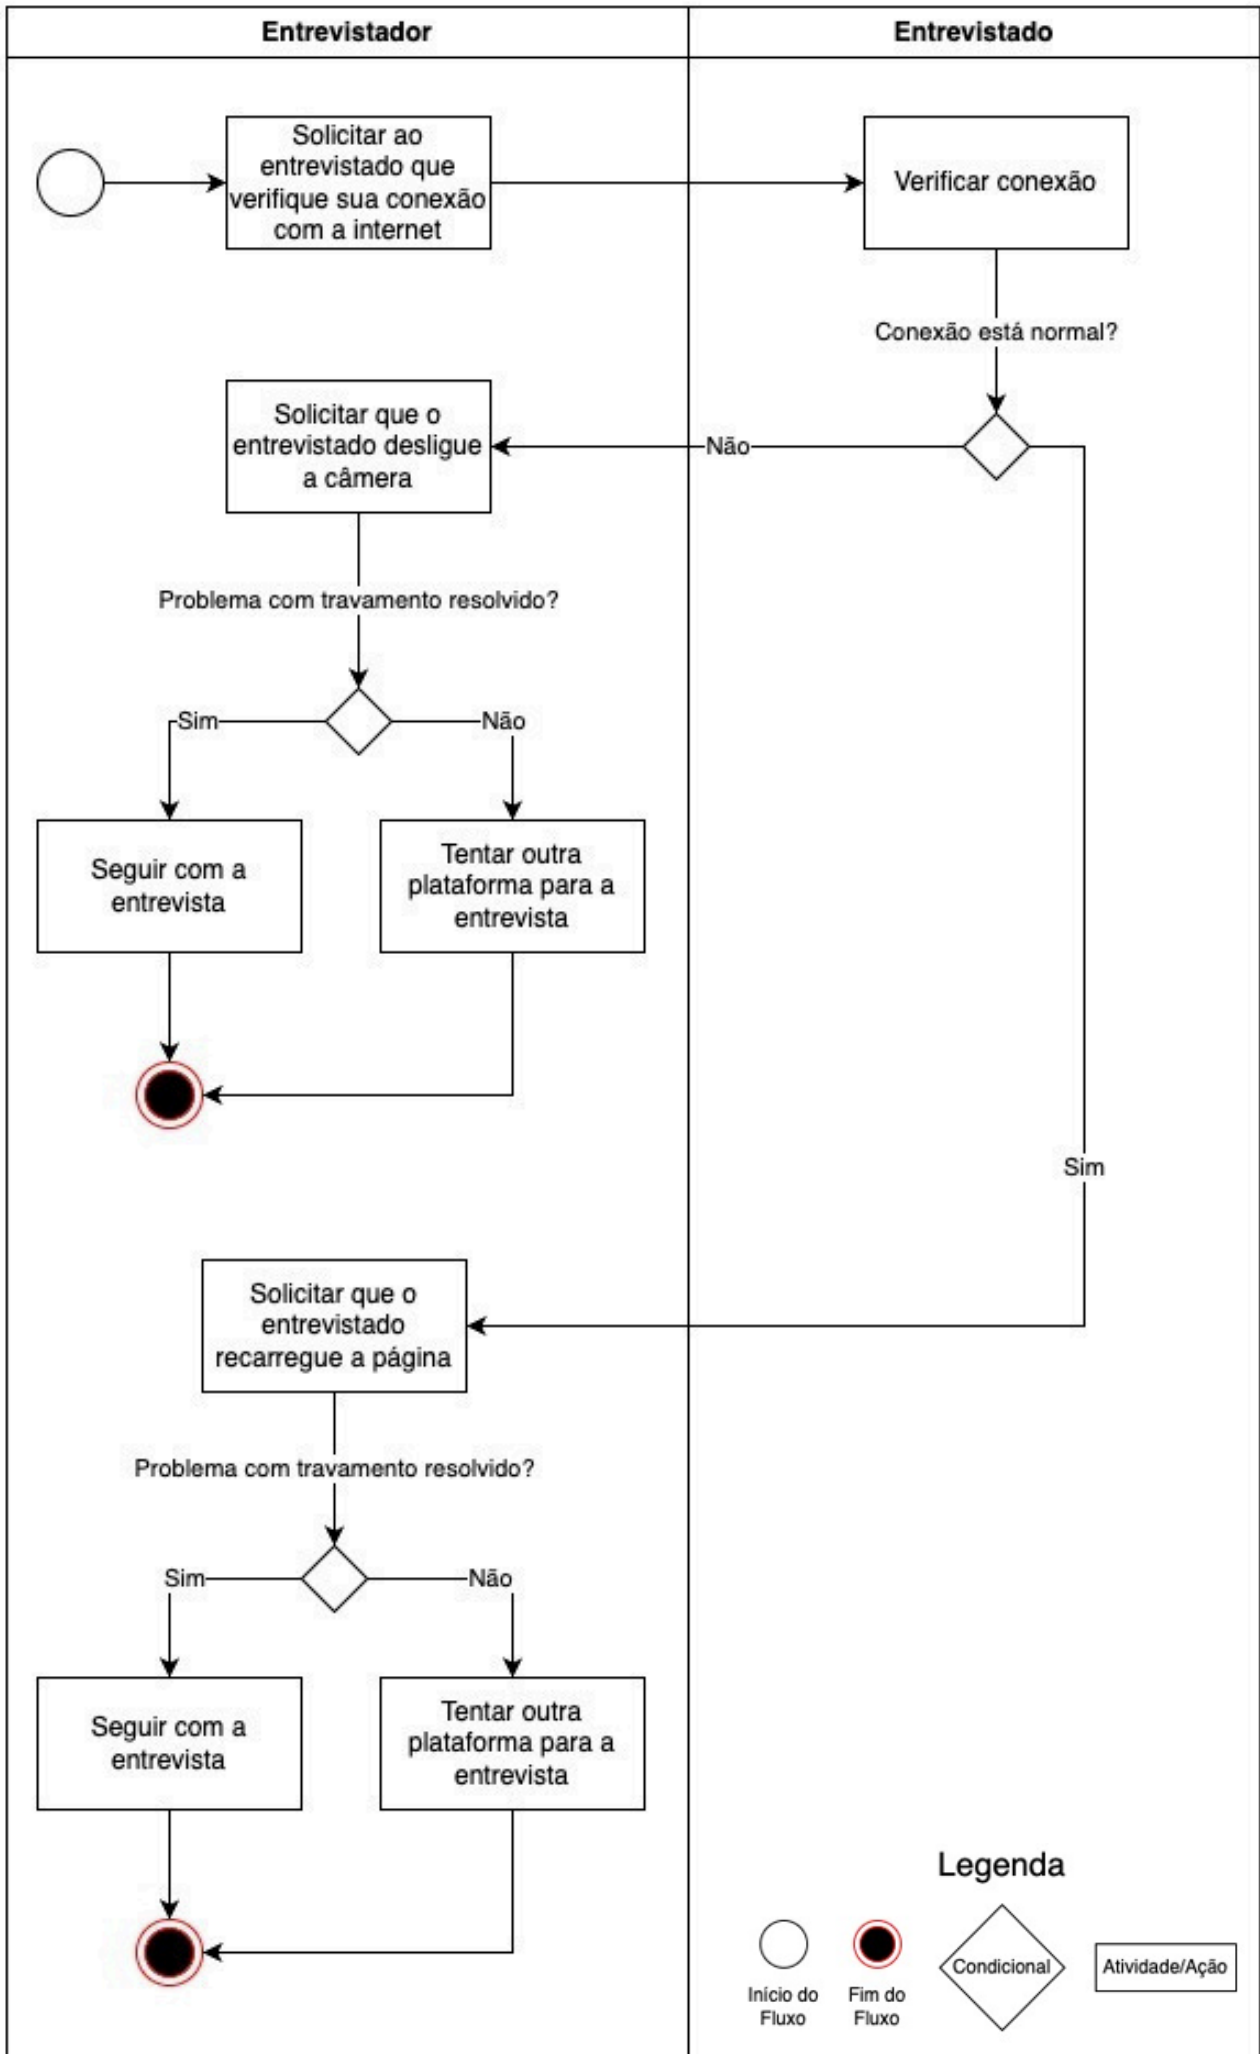 Entrevistador
Entrevistado
Solicitar ao
entrevistado que
verifique sua conexão
com a internet
Verificar conexão
Conexão está normal?
Solicitar que o
entrevistado desligue
a câmera
Não
Problema com travamento resolvido?
Sim
Não
Seguir com a
entrevista
Tentar outra
plataforma para a
entrevista
Sim
Solicitar que o
entrevistado
recarregue a página
Problema com travamento resolvido?
Sim
Não
Seguir com a
entrevista
Tentar outra
plataforma para a
entrevista
Legenda
Início do
Fluxo
Fim do
Fluxo
Condicional
Atividade/Ação